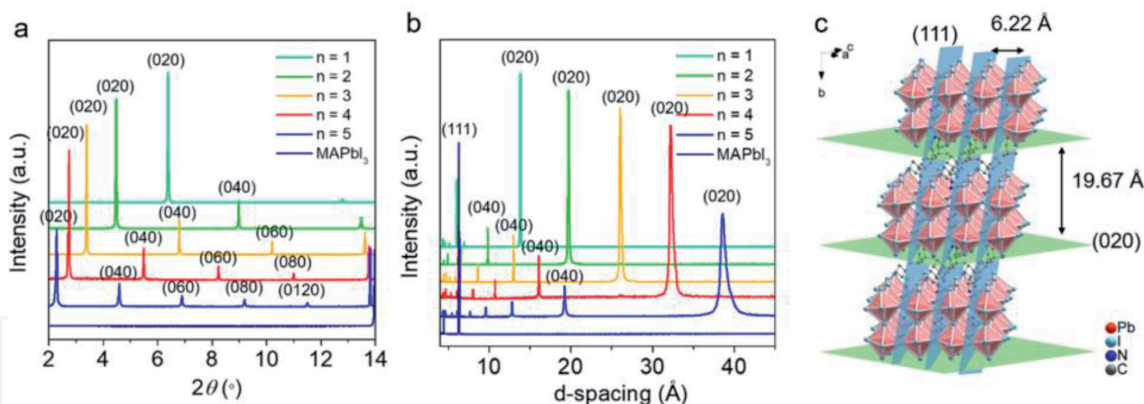 a
(020)
(020)
(020)
(020)
(020)
(040)
(040)
(040)
(060)
(060)
(080)
(040)
(060)
(080)
(0120)
n = 1
n = 2
n = 3
n = 4
n = 5
MAPbI3
Intensity (a.u.)
2 4 6 8 10 12 14
2θ (°)
b
(020)
(020)
(020)
(020)
(020)
(111)
(040)
(040)
(040)
(040)
n = 1
n = 2
n = 3
n = 4
n = 5
MAPbI3
Intensity (a.u.)
10 20 30 40
d-spacing (Å)
c
(111)
6.22 Å
c
a
b
19.67 Å
(020)
Pb
I
N
C